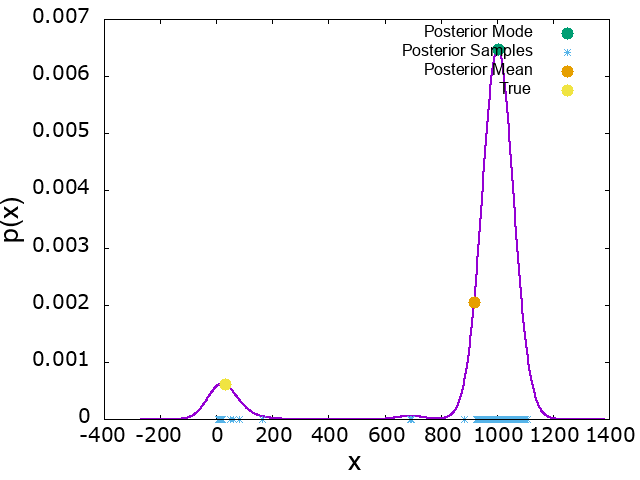 0.007
0.006
0.005
0.004
0.003
0.002
0.001
0
p(x)
Posterior Mode
Posterior Samples
Posterior Mean
True
-400 -200 0 200 400 600 800 1000 1200 1400
x